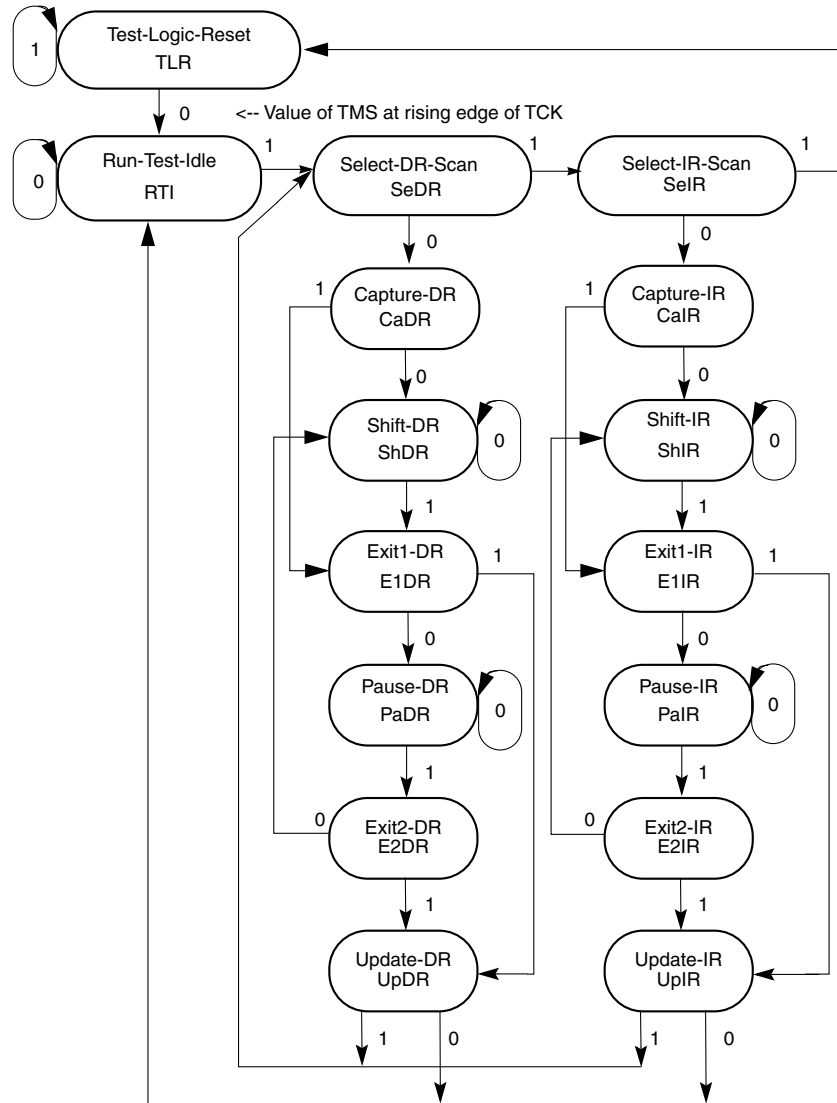 Test-Logic-Reset
TLR
1
0
<-- Value of TMS at rising edge of TCK
Run-Test-Idle
RTI
0
1
Select-DR-Scan
SeDR
1
Select-IR-Scan
SeIR
1
0
0
Capture-DR
CaDR
1
Capture-IR
CaIR
1
0
0
Shift-DR
ShDR
0
Shift-IR
ShIR
0
1
1
Exit1-DR
E1DR
1
Exit1-IR
E1IR
1
0
0
Pause-DR
PaDR
0
Pause-IR
PaIR
0
1
1
0
Exit2-DR
E2DR
0
Exit2-IR
E2IR
1
1
Update-DR
UpDR
Update-IR
UpIR
1
0
1
0